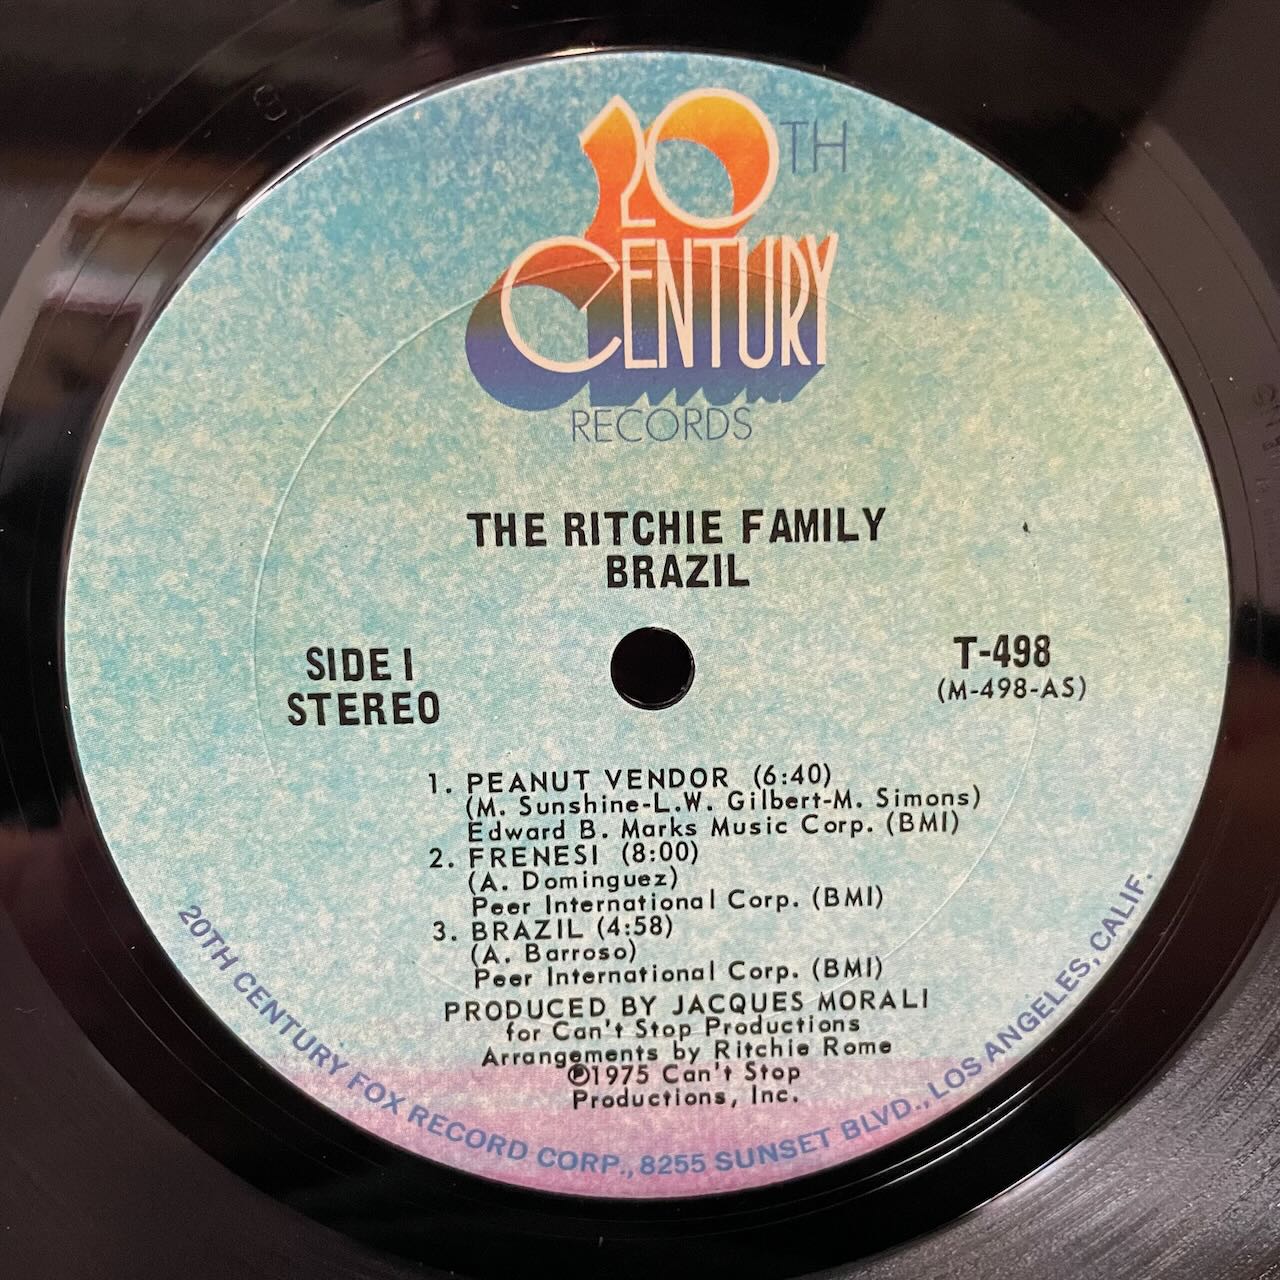 20TH
CENTURY
RECORDS
THE RITCHIE FAMILY
BRAZIL
SIDE 1
STEREO
T-498
(M-498-AS)
1. PEANUT VENDOR (6:40)
(M. Sunshine-L.W. Gilbert-M. Simons)
Edward B. Marks Music Corp. (BMI)
2. FRENESI (8:00)
(A. Dominguez)
Peer International Corp. (BMI)
3. BRAZIL (4:58)
(A. Barroso)
Peer International Corp. (BMI)
PRODUCED BY JACQUES MORALI
for Can't Stop Productions
Arrangements by Ritchie Rome
℗1975 Can't Stop
Productions, Inc.
20TH CENTURY FOX RECORD CORP., 8255 SUNSET BLVD., LOS ANGELES, CALIF.